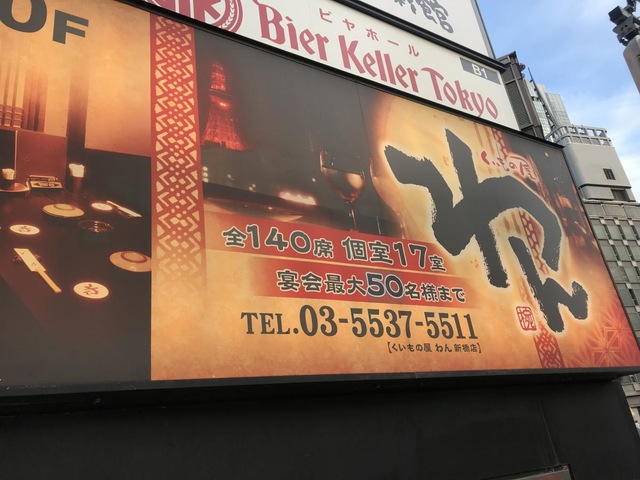 ビヤホール
Bier Keller Tokyo
B1
0F
くいもの屋
わん
全140席 個室17室
宴会最大50名様まで
TEL.03-5537-5511
[くいもの屋 わん 新橋店]